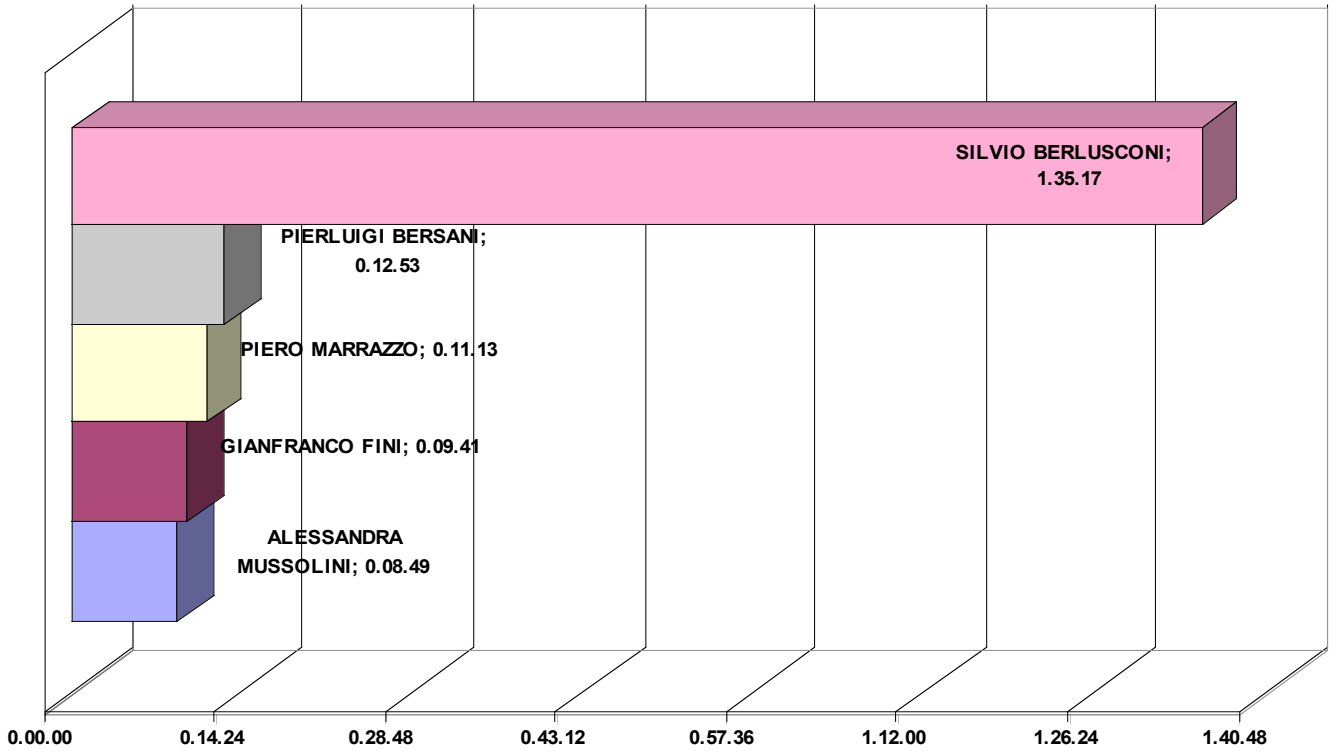 SILVIO BERLUSCONI;
1.35.17
PIERLUIGI BERSANI;
0.12.53
PIERO MARRAZZO; 0.11.13
GIANFRANCO FINI; 0.09.41
ALESSANDRA
MUSSOLINI; 0.08.49
0.00.00 0.14.24 0.28.48 0.43.12 0.57.36 1.12.00 1.26.24 1.40.48